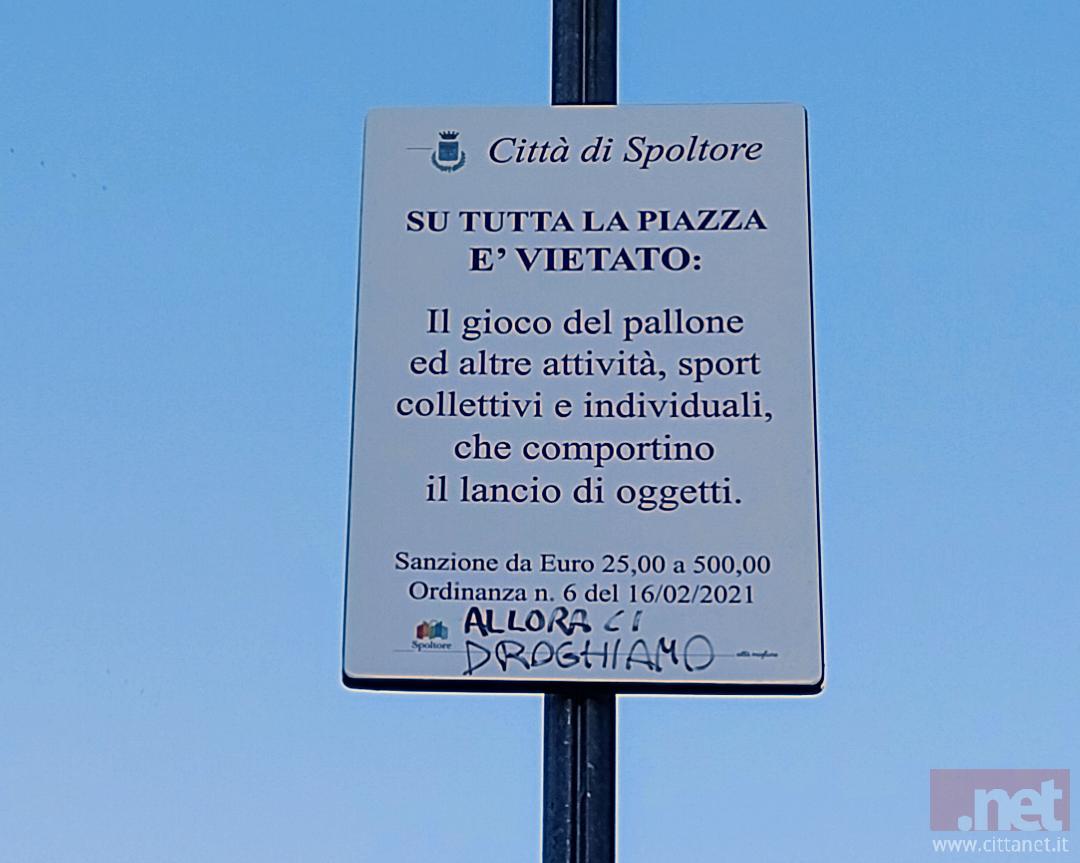 Città di Spoltore
SU TUTTA LA PIAZZA
E' VIETATO:
Il gioco del pallone
ed altre attività, sport
collettivi e individuali,
che comportino
il lancio di oggetti.
Sanzione da Euro 25,00 a 500,00
Ordinanza n. 6 del 16/02/2021
ALLORA CI
DROGHIAMO
Spoltore
.net
www.cittanet.it